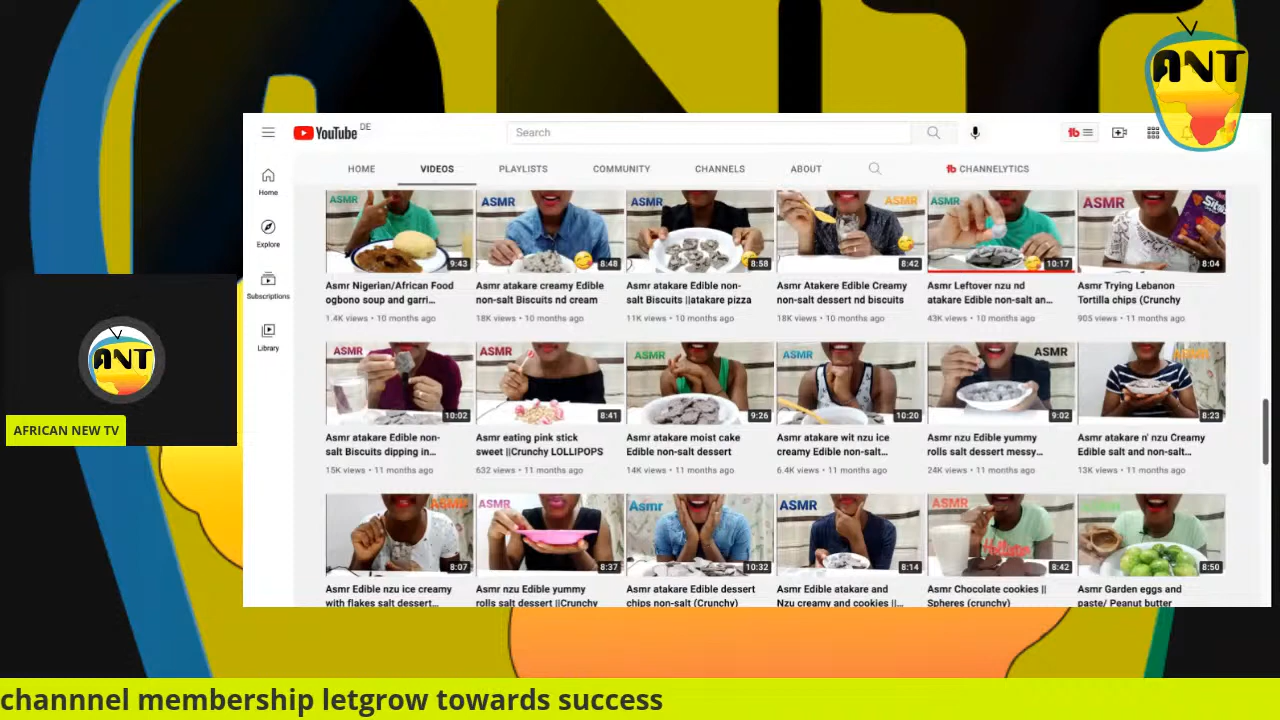 ANT
YouTube DE
Search
HOME
VIDEOS
PLAYLISTS
COMMUNITY
CHANNELS
ABOUT
CHANNELYTICS
Home
Explore
Subscriptions
Library
ASMR
9:43
Asmr Nigerian/African Food
ogbono soup and garri...
1.4K views • 10 months ago
ASMR
8:48
Asmr atakare creamy Edible
non-salt Biscuits nd cream
18K views • 10 months ago
ASMR
8:58
Asmr atakare Edible non-
salt Biscuits ||atakare pizza
11K views • 10 months ago
ASMR
8:42
Asmr Atakere Edible Creamy
non-salt dessert nd biscuits
18K views • 10 months ago
ASMR
10:17
Asmr Leftover nzu nd
atakare Edible non-salt an...
43K views • 10 months ago
ASMR
8:04
Asmr Trying Lebanon
Tortilla chips (Crunchy
905 views • 11 months ago
ASMR
10:02
Asmr atakare Edible non-
salt Biscuits dipping in...
15K views • 11 months ago
ASMR
8:41
Asmr eating pink stick
sweet ||Crunchy LOLLIPOPS
632 views • 11 months ago
ASMR
9:26
Asmr atakare moist cake
Edible non-salt dessert
14K views • 11 months ago
ASMR
10:20
Asmr atakare wit nzu ice
creamy Edible non-salt...
6.4K views • 11 months ago
ASMR
9:02
Asmr nzu Edible yummy
rolls salt dessert messy...
24K views • 11 months ago
ASMR
8:23
Asmr atakare n' nzu Creamy
Edible salt and non-salt...
13K views • 11 months ago
ASMR
8:07
Asmr Edible nzu ice creamy
with flakes salt dessert...
ASMR
8:37
Asmr nzu Edible yummy
rolls salt dessert ||Crunchy
Asmr
10:32
Asmr atakare Edible dessert
chips non-salt (Crunchy)
ASMR
8:14
Asmr Edible atakare and
Nzu creamy and cookies ||...
ASMR
8:42
Asmr Chocolate cookies ||
Spheres (crunchy)
ASMR
8:50
Asmr Garden eggs and
paste/ Peanut butter
ANT
AFRICAN NEW TV
channnel membership letgrow towards success